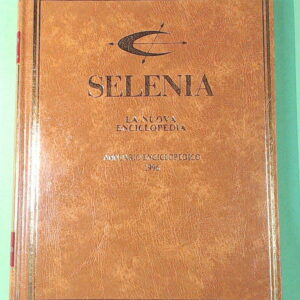 SELENIA
LA NUOVA
ENCICLOPEDIA
ANNUARIO ENCICLOPEDICO